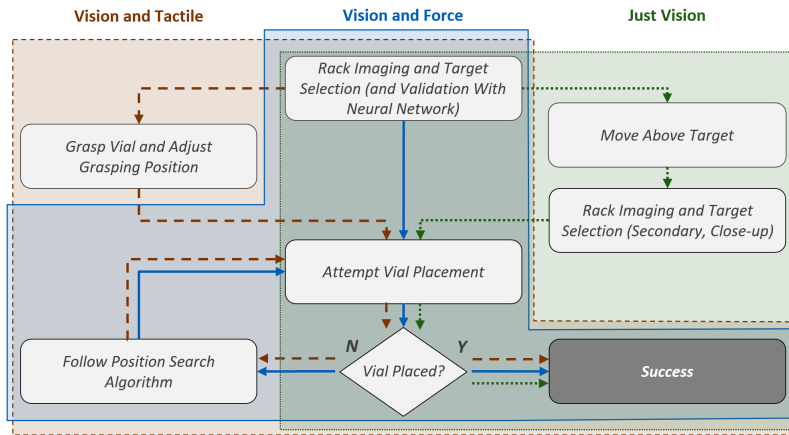 Vision and Tactile
Vision and Force
Just Vision
Rack Imaging and Target
Selection (and Validation With
Neural Network)
Grasp Vial and Adjust
Grasping Position
Move Above Target
Rack Imaging and Target
Selection (Secondary, Close-up)
Attempt Vial Placement
N
Y
Follow Position Search
Algorithm
Vial Placed?
Success